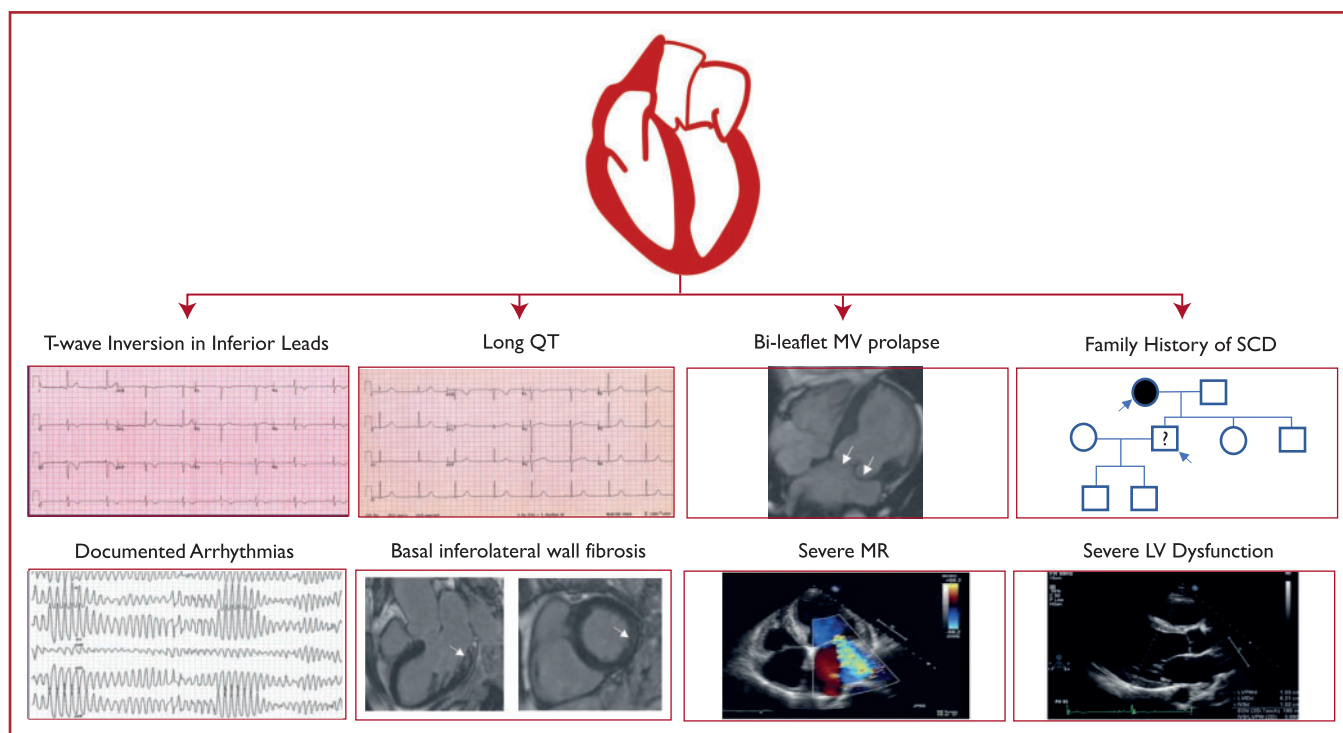 T-wave Inversion in Inferior Leads
Long QT
Bi-leaflet MV prolapse
Family History of SCD
?
Documented Arrhythmias
Basal inferolateral wall fibrosis
Severe MR
Severe LV Dysfunction